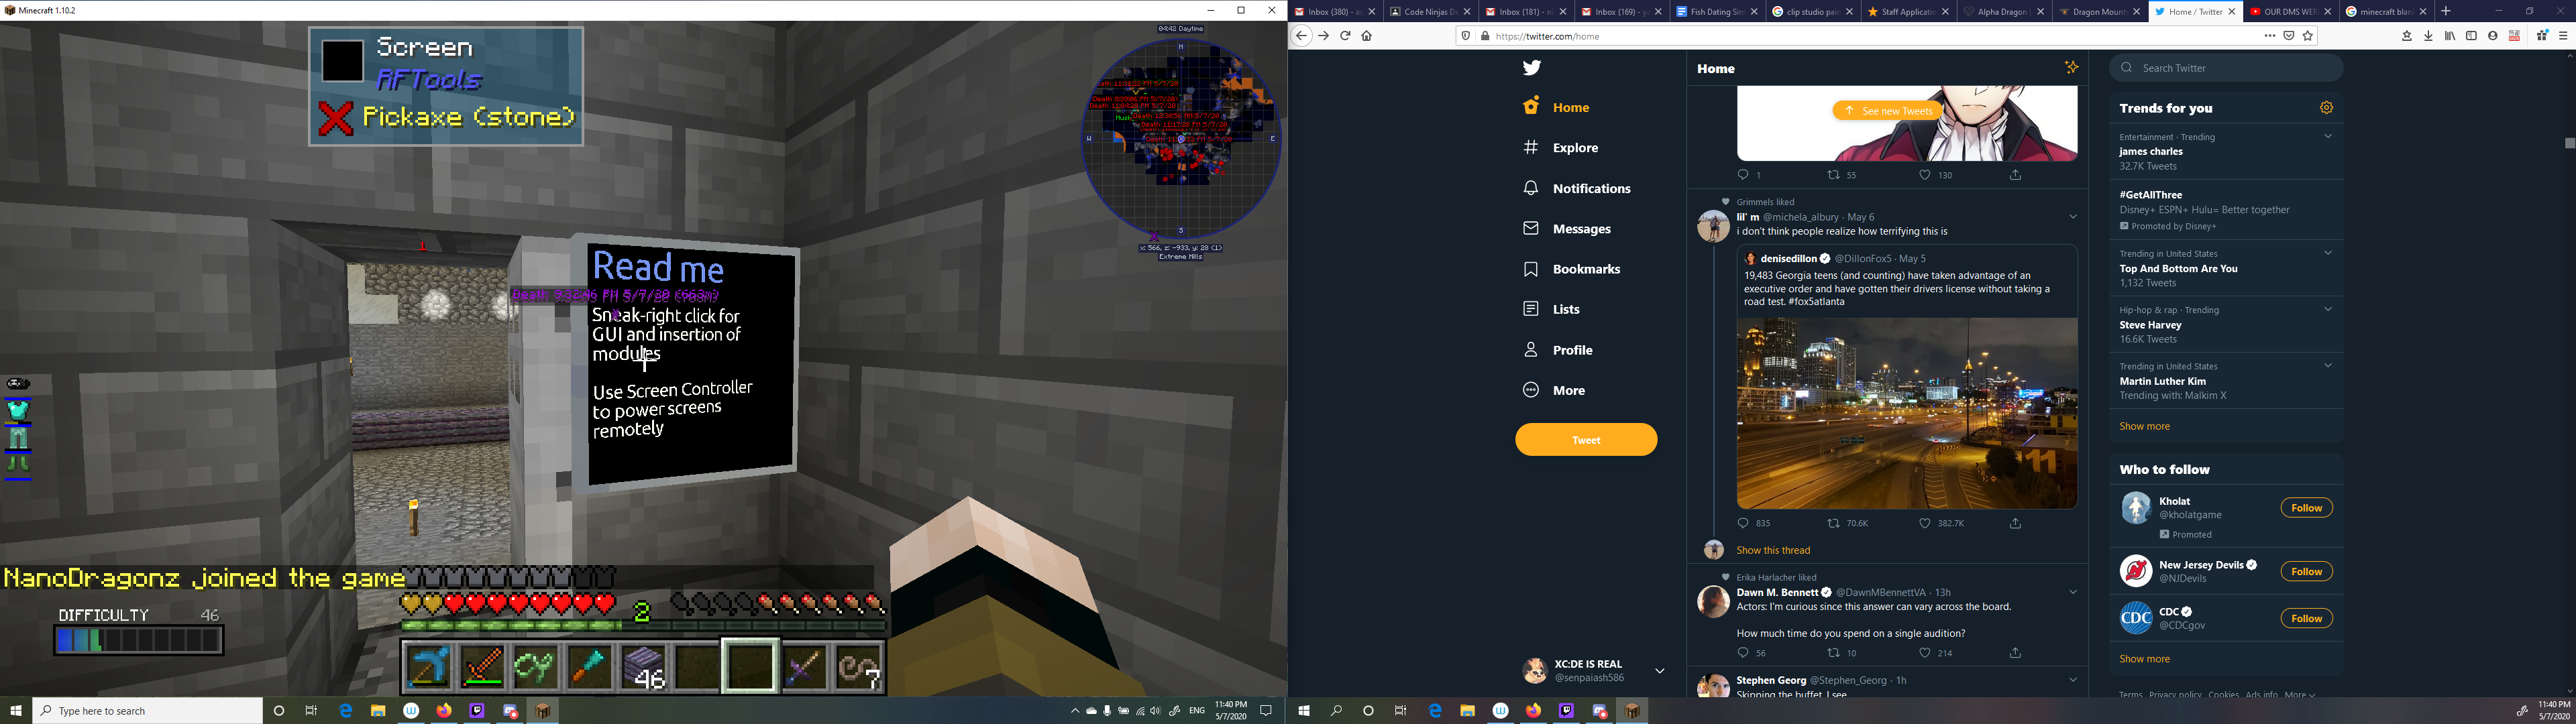 Minecraft 1.10.2
Screen
RFTools
Pickaxe (stone)
04:42 Daytime
N
W
E
S
x: 566, z: -933, y: 28 (1)
Extreme Hills
Read me
Sneak-right click for
GUI and insertion of
modules
Use Screen Controller
to power screens
remotely
NanoDragonz joined the game
DIFFICULTY 46
2
46
7
Type here to search
ENG
11:40 PM
5/7/2020
Inbox (380)
Code Ninjas D
Inbox (181)
Inbox (169)
Fish Dating Sim
clip studio pain
Staff Applicatio
Alpha Dragon
Dragon Mount
Home / Twitter
OUR DMS WER
minecraft blan
https://twitter.com/home
Home
Explore
Notifications
Messages
Bookmarks
Lists
Profile
More
Tweet
XC:DE IS REAL
@senpaiash586
Home
See new Tweets
1 55 130
Grimmels liked
lil' m @michela_albury · May 6
i don't think people realize how terrifying this is
denisedillon @DillonFox5 · May 5
19,483 Georgia teens (and counting) have taken advantage of an
executive order and have gotten their drivers license without taking a
road test. #fox5atlanta
835 70.6K 382.7K
Show this thread
Erika Harlacher liked
Dawn M. Bennett @DawnMBennettVA · 13h
Actors: I'm curious since this answer can vary across the board.
How much time do you spend on a single audition?
56 10 214
Stephen Georg @Stephen_Georg · 1h
Skipping the buffet, I see
Search Twitter
Trends for you
Entertainment · Trending
james charles
32.7K Tweets
#GetAllThree
Disney+ ESPN+ Hulu= Better together
Promoted by Disney+
Trending in United States
Top And Bottom Are You
1,132 Tweets
Hip-hop & rap · Trending
Steve Harvey
16.6K Tweets
Trending in United States
Martin Luther Kim
Trending with: Malkim X
Show more
Who to follow
Kholat
@kholatgame
Follow
Promoted
New Jersey Devils
@NJDevils
Follow
CDC
@CDCgov
Follow
Show more
Terms Privacy policy Cookies Ads info More
11:40 PM
5/7/2020